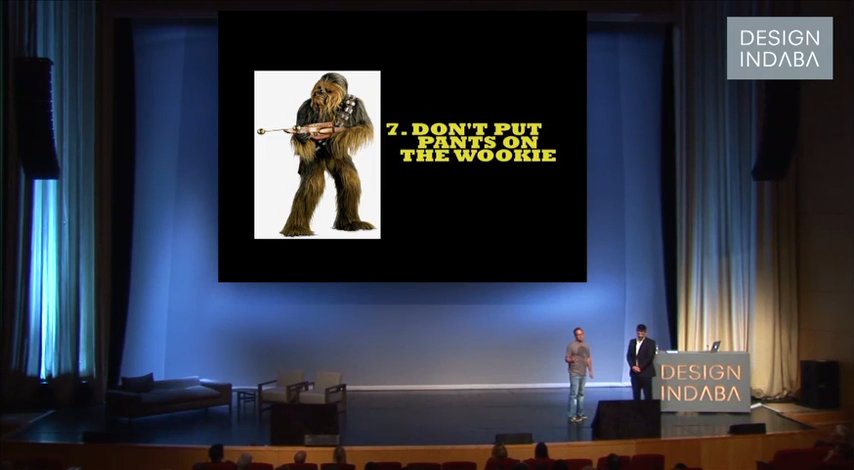 DESIGN
INDABA
7. DON'T PUT
PANTS ON
THE WOOKIE
DESIGN
INDABA